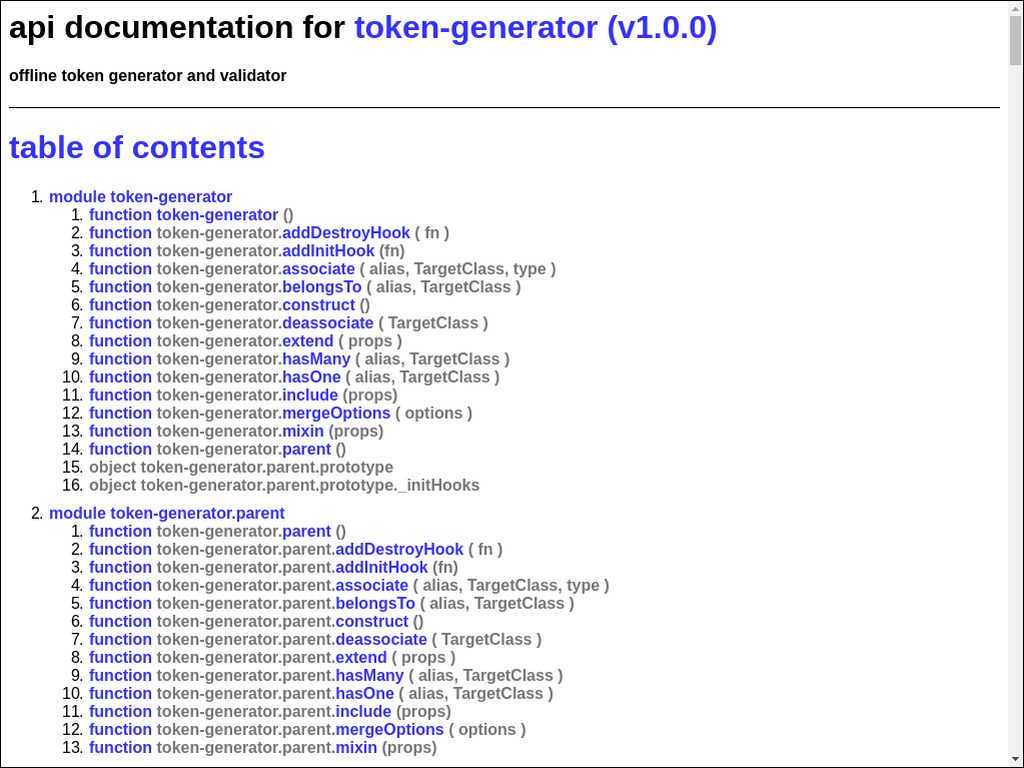 api documentation for token-generator (v1.0.0)
offline token generator and validator
table of contents
1. module token-generator
1. function token-generator ()
2. function token-generator.addDestroyHook ( fn )
3. function token-generator.addInitHook (fn)
4. function token-generator.associate ( alias, TargetClass, type )
5. function token-generator.belongsTo ( alias, TargetClass )
6. function token-generator.construct ()
7. function token-generator.deassociate ( TargetClass )
8. function token-generator.extend ( props )
9. function token-generator.hasMany ( alias, TargetClass )
10. function token-generator.hasOne ( alias, TargetClass )
11. function token-generator.include (props)
12. function token-generator.mergeOptions ( options )
13. function token-generator.mixin (props)
14. function token-generator.parent ()
15. object token-generator.parent.prototype
16. object token-generator.parent.prototype._initHooks
2. module token-generator.parent
1. function token-generator.parent ()
2. function token-generator.parent.addDestroyHook ( fn )
3. function token-generator.parent.addInitHook (fn)
4. function token-generator.parent.associate ( alias, TargetClass, type )
5. function token-generator.parent.belongsTo ( alias, TargetClass )
6. function token-generator.parent.construct ()
7. function token-generator.parent.deassociate ( TargetClass )
8. function token-generator.parent.extend ( props )
9. function token-generator.parent.hasMany ( alias, TargetClass )
10. function token-generator.parent.hasOne ( alias, TargetClass )
11. function token-generator.parent.include (props)
12. function token-generator.parent.mergeOptions ( options )
13. function token-generator.parent.mixin (props)